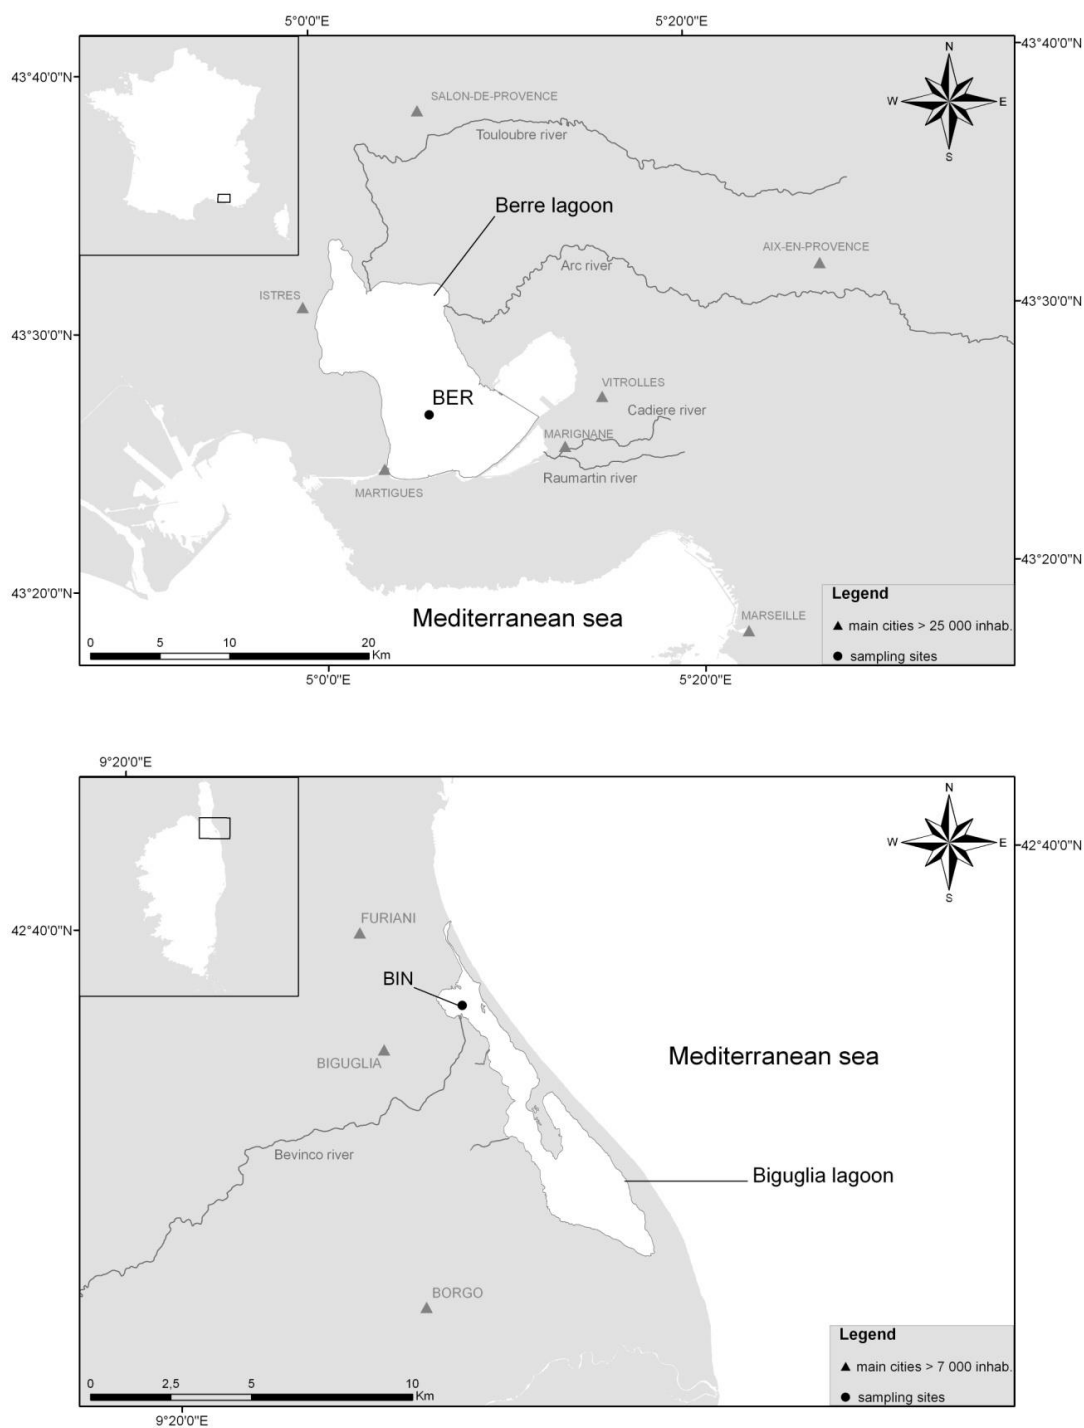 5°0'0"E
5°20'0"E
43°40'0"N
43°40'0"N
N
W
E
S
SALON-DE-PROVENCE
Touloubre river
Berre lagoon
AIX-EN-PROVENCE
Arc river
ISTRES
43°30'0"N
43°30'0"N
BER
VITROLLES
Cadiere river
MARIGNANE
Raumartin river
MARTIGUES
43°20'0"N
43°20'0"N
Mediterranean sea
MARSEILLE
Legend
main cities > 25 000 inhab.
sampling sites
0 5 10 20
Km
5°0'0"E
5°20'0"E
9°20'0"E
N
W
E
S
42°40'0"N
42°40'0"N
FURIANI
BIN
Mediterranean sea
BIGUGLIA
Bevinco river
Biguglia lagoon
BORGO
Legend
main cities > 7 000 inhab.
sampling sites
0 2,5 5 10
Km
9°20'0"E